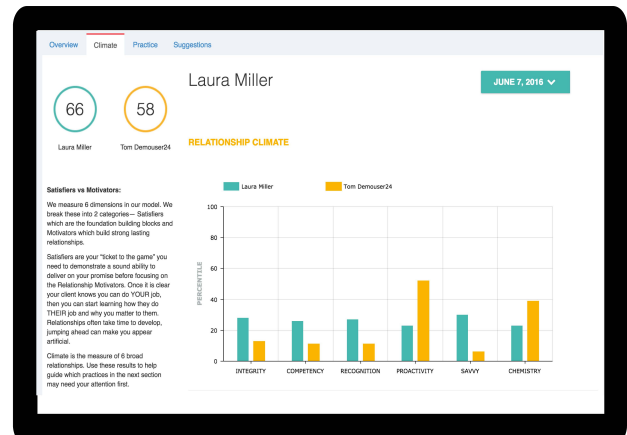 Overview Climate Practice Suggestions
Laura Miller
JUNE 7, 2016
66 58
Laura Miller Tom Demouser24
RELATIONSHIP CLIMATE
Satisfiers vs Motivators:
We measure 6 dimensions in our model. We
break these into 2 categories— Satisfiers
which are the foundation building blocks and
Motivators which build strong lasting
relationships.
Satisfiers are your "ticket to the game" you
need to demonstrate a sound ability to
deliver on your promise before focusing on
the Relationship Motivators. Once it is clear
your client knows you can do YOUR job,
then you can start learning how they do
THEIR job and why you matter to them.
Relationships often take time to develop,
jumping ahead can make you appear
artificial.
Climate is the measure of 6 broad
relationships. Use these results to help
guide which practices in the next section
may need your attention first.
Laura Miller Tom Demouser24
PERCENTILE
100
80
60
40
20
0
INTEGRITY COMPETENCY RECOGNITION PROACTIVITY SAVVY CHEMISTRY